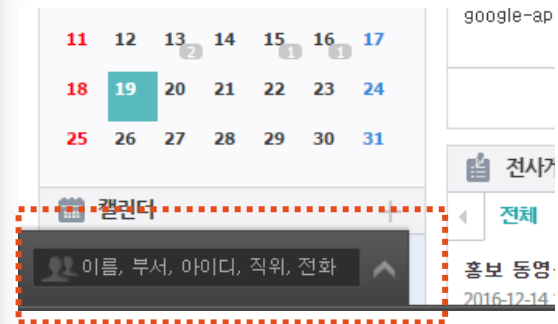 google-ap
11 12 13 14 15 16 17
2 1 1
18 19 20 21 22 23 24
25 26 27 28 29 30 31
전사게
캘린더
전체
이름, 부서, 아이디, 직위, 전화
홍보 동영
2016-12-14